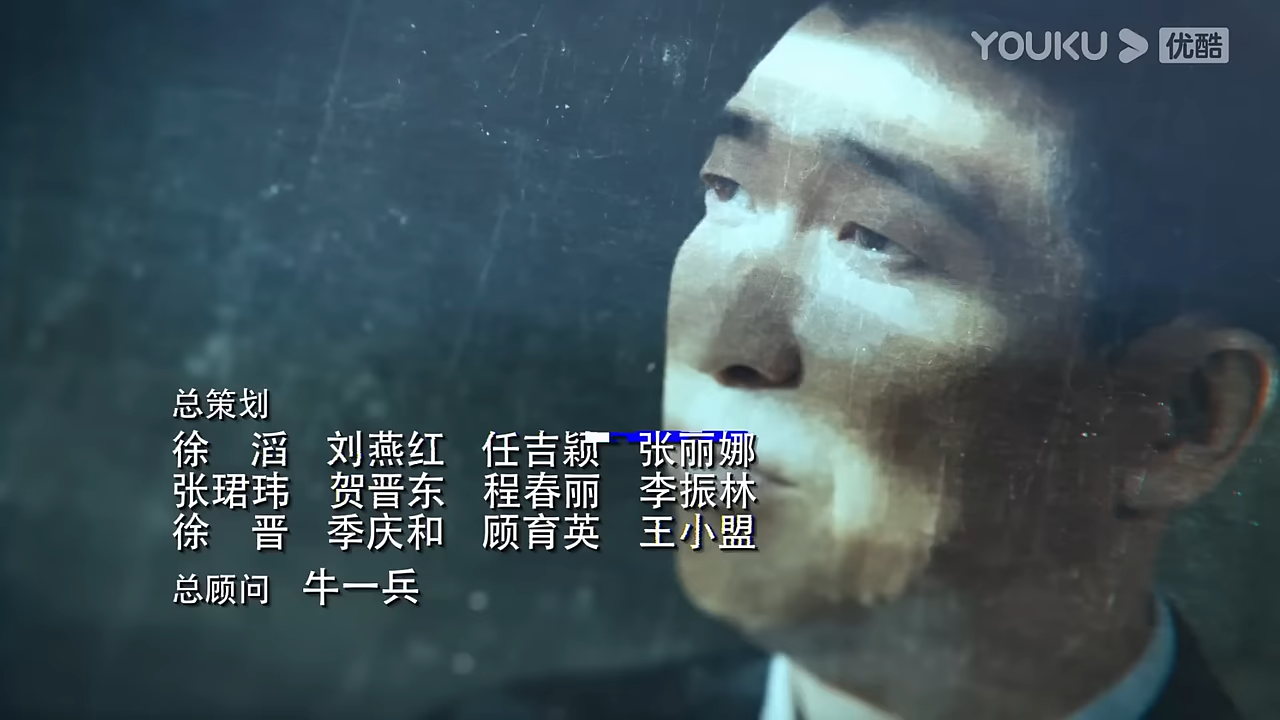 YOUKU 优酷
总策划
徐 滔 刘燕红 任吉颖 张丽娜
张珺玮 贺晋东 程春丽 李振林
徐 晋 季庆和 顾育英 王小盟
总顾问 牛一兵